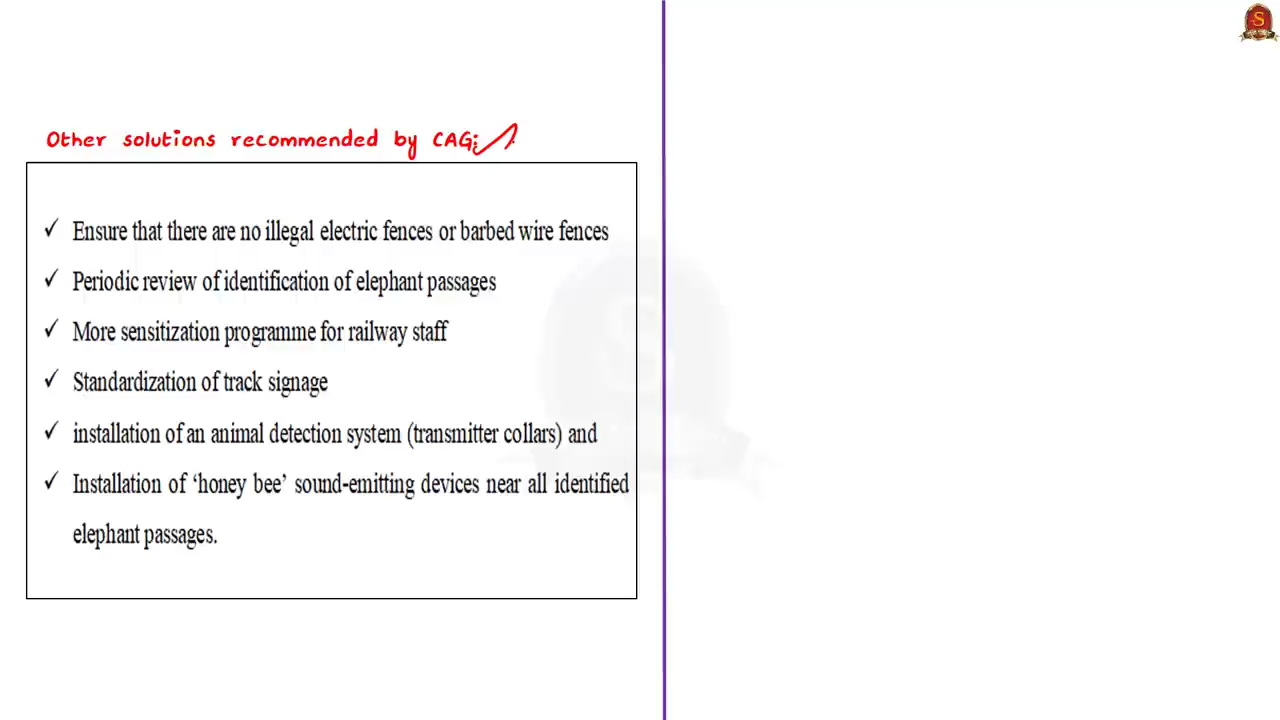 Other solutions recommended by CAG:
✓ Ensure that there are no illegal electric fences or barbed wire fences
✓ Periodic review of identification of elephant passages
✓ More sensitization programme for railway staff
✓ Standardization of track signage
✓ installation of an animal detection system (transmitter collars) and
✓ Installation of ‘honey bee’ sound-emitting devices near all identified
elephant passages.
S